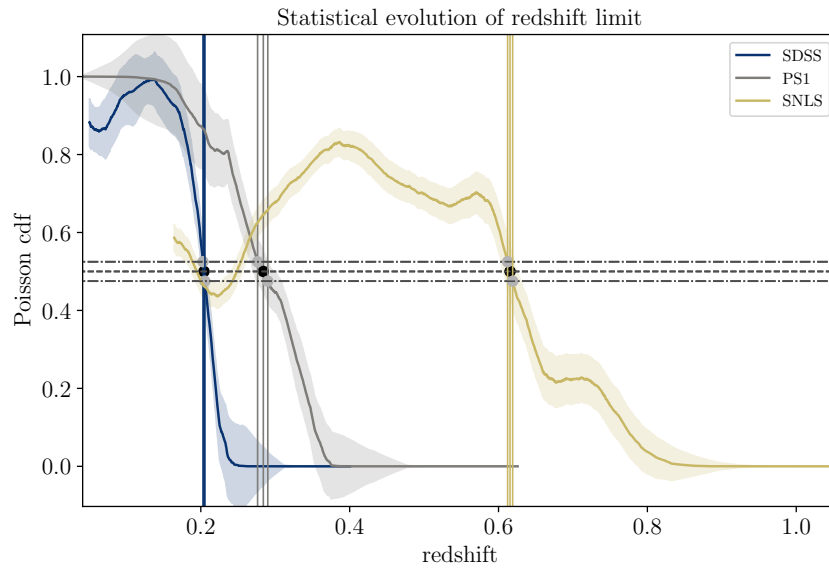 Statistical evolution of redshift limit
Poisson cdf
1.0
0.8
0.6
0.4
0.2
0.0
SDSS
PS1
SNLS
0.2 0.4 0.6 0.8 1.0
redshift